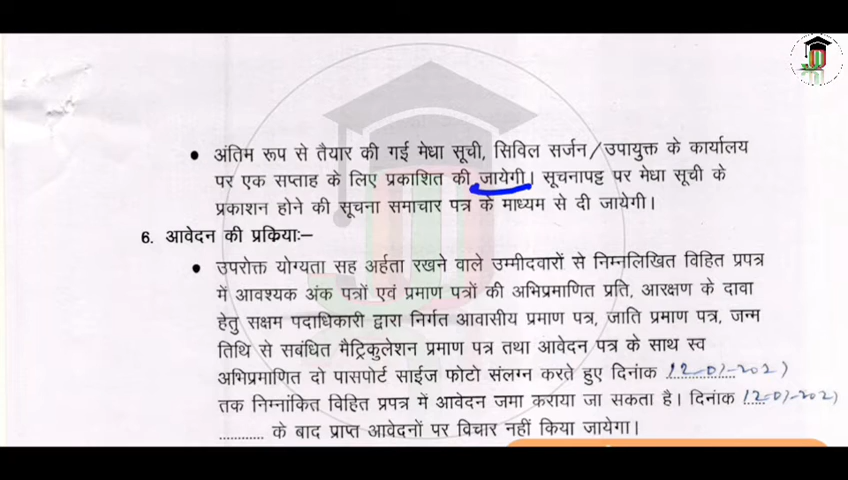 • अंतिम रूप से तैयार की गई मेधा सूची, सिविल सर्जन/उपायुक्त के कार्यालय
पर एक सप्ताह के लिए प्रकाशित की जायेगी। सूचनापट्ट पर मेधा सूची के
प्रकाशन होने की सूचना समाचार पत्र के माध्यम से दी जायेगी।
6. आवेदन की प्रकियाः–
• उपरोक्त योग्यता सह अर्हता रखने वाले उम्मीदवारों से निम्नलिखित विहित प्रपत्र
में आवश्यक अंक पत्रों एवं प्रमाण पत्रों की अभिप्रमाणित प्रति, आरक्षण के दावा
हेतु सक्षम पदाधिकारी द्वारा निर्गत आवासीय प्रमाण पत्र, जाति प्रमाण पत्र, जन्म
तिथि से सबंधित मैट्रिकुलेशन प्रमाण पत्र तथा आवेदन पत्र के साथ स्व
अभिप्रमाणित दो पासपोर्ट साईज फोटो संलग्न करते हुए दिनांक 12-01-2021
तक निम्नांकित विहित प्रपत्र में आवेदन जमा कराया जा सकता है। दिनांक 12-01-2021
............ के बाद प्राप्त आवेदनों पर विचार नहीं किया जायेगा।